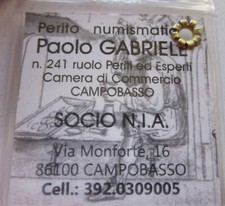 Perito numismatico
Paolo GABRIELE
n. 241 ruolo Periti ed Esperti
Camera di Commercio
CAMPOBASSO
SOCIO N.I.A.
Via Monforte, 16
86100 CAMPOBASSO
Cell.: 392.0309005